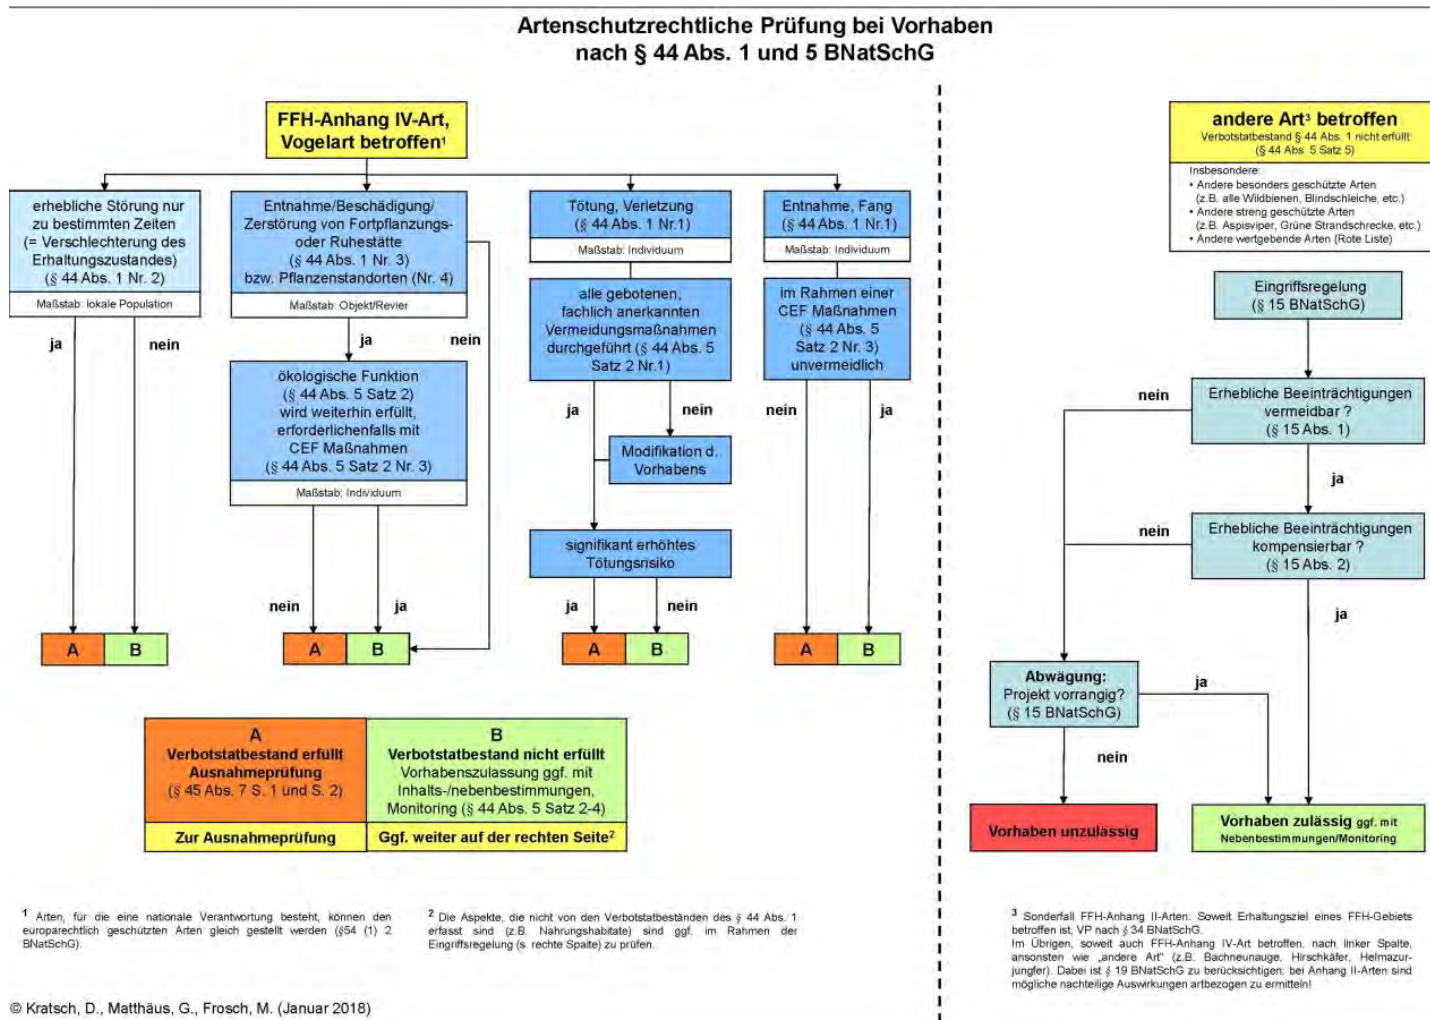 Artenschutzrechtliche Prüfung bei Vorhaben
nach § 44 Abs. 1 und 5 BNatSchG
FFH-Anhang IV-Art,
Vogelart betroffen¹
erhebliche Störung nur
zu bestimmten Zeiten
(= Verschlechterung des
Erhaltungszustandes)
(§ 44 Abs. 1 Nr. 2)
Maßstab: lokale Population
ja
nein
Entnahme/Beschädigung/
Zerstörung von Fortpflanzungs-
oder Ruhestätte
(§ 44 Abs. 1 Nr. 3)
bzw. Pflanzenstandorten (Nr. 4)
Maßstab: Objekt/Revier
ja
nein
ökologische Funktion
(§ 44 Abs. 5 Satz 2)
wird weiterhin erfüllt,
erforderlichenfalls mit
CEF Maßnahmen
(§ 44 Abs. 5 Satz 2 Nr. 3)
Maßstab: Individuum
nein
ja
Tötung, Verletzung
(§ 44 Abs. 1 Nr.1)
Maßstab: Individuum
alle gebotenen,
fachlich anerkannten
Vermeidungsmaßnahmen
durchgeführt (§ 44 Abs. 5
Satz 2 Nr.1)
ja
nein
Modifikation d.
Vorhabens
signifikant erhöhtes
Tötungsrisiko
ja
nein
Entnahme, Fang
(§ 44 Abs. 1 Nr.1)
Maßstab: Individuum
im Rahmen einer
CEF Maßnahmen
(§ 44 Abs. 5
Satz 2 Nr. 3)
unvermeidlich
nein
ja
A B
A B
A B
A B
A
Verbotstatbestand erfüllt
Ausnahmeprüfung
(§ 45 Abs. 7 S. 1 und S. 2)
Zur Ausnahmeprüfung
B
Verbotstatbestand nicht erfüllt
Vorhabenszulassung ggf. mit
Inhalts-/nebenbestimmungen,
Monitoring (§ 44 Abs. 5 Satz 2-4)
Ggf. weiter auf der rechten Seite²
andere Art³ betroffen
Verbotstatbestand § 44 Abs. 1 nicht erfüllt
(§ 44 Abs. 5 Satz 5)
Insbesondere:
• Andere besonders geschützte Arten
(z.B. alle Wildbienen, Blindschleiche, etc.)
• Andere streng geschützte Arten
(z.B. Aspisviper, Grüne Strandschrecke, etc.)
• Andere wertgebende Arten (Rote Liste)
Eingriffsregelung
(§ 15 BNatSchG)
nein
Erhebliche Beeinträchtigungen
vermeidbar ?
(§ 15 Abs. 1)
ja
nein
Erhebliche Beeinträchtigungen
kompensierbar ?
(§ 15 Abs. 2)
ja
Abwägung:
Projekt vorrangig?
(§ 15 BNatSchG)
ja
nein
Vorhaben unzulässig
Vorhaben zulässig ggf. mit
Nebenbestimmungen/Monitoring
¹ Arten, für die eine nationale Verantwortung besteht, können den
europarechtlich geschützten Arten gleich gestellt werden (§54 (1) 2
BNatSchG).
² Die Aspekte, die nicht von den Verbotstatbeständen des § 44 Abs. 1
erfasst sind (z.B. Nahrungshabitate) sind ggf. im Rahmen der
Eingriffsregelung (s. rechte Spalte) zu prüfen.
³ Sonderfall FFH-Anhang II-Arten: Soweit Erhaltungsziel eines FFH-Gebiets
betroffen ist, VP nach § 34 BNatSchG.
Im Übrigen, soweit auch FFH-Anhang IV-Art betroffen, nach linker Spalte,
ansonsten wie „andere Art" (z.B. Bachneunauge, Hirschkäfer, Helmazur-
jungfer). Dabei ist § 19 BNatSchG zu berücksichtigen: bei Anhang II-Arten sind
mögliche nachteilige Auswirkungen artbezogen zu ermitteln!
© Kratsch, D., Matthäus, G., Frosch, M. (Januar 2018)